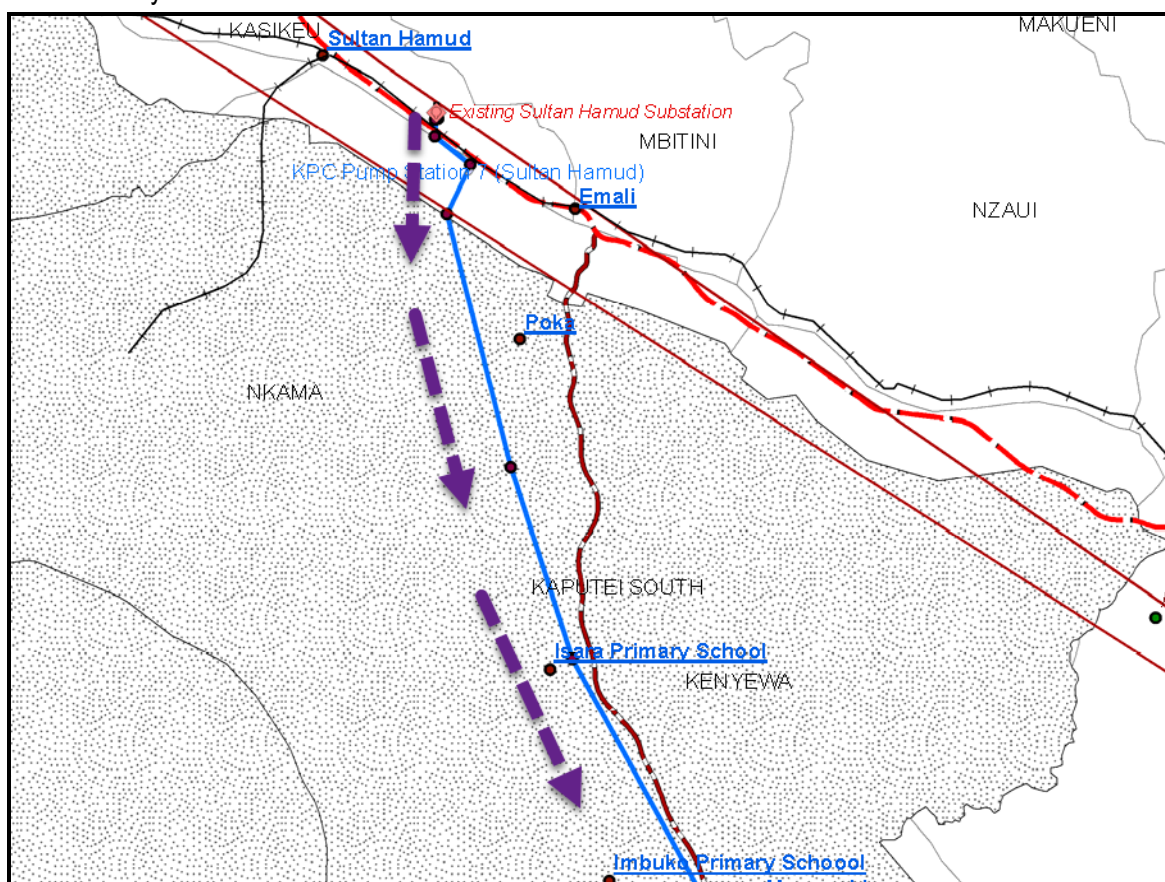 KASIKEU
MAKUENI
Sultan Hamud
Existing Sultan Hamud Substation
MBITINI
KPC Pump Station 7 (Sultan Hamud)
Emali
NZAUI
Poka
NKAMA
KAPUTEI SOUTH
Isara Primary School
KENYEWA
Imbuko Primary Schoool